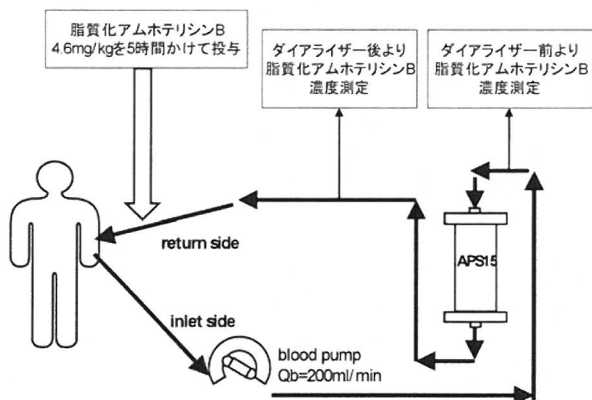 脂質化アムホテリシンB
4.6mg/kgを5時間かけて投与
ダイアライザー後より
脂質化アムホテリシンB
濃度測定
ダイアライザー前より
脂質化アムホテリシンB
濃度測定
return side
APS15
inlet side
blood pump
Qb=200ml/min